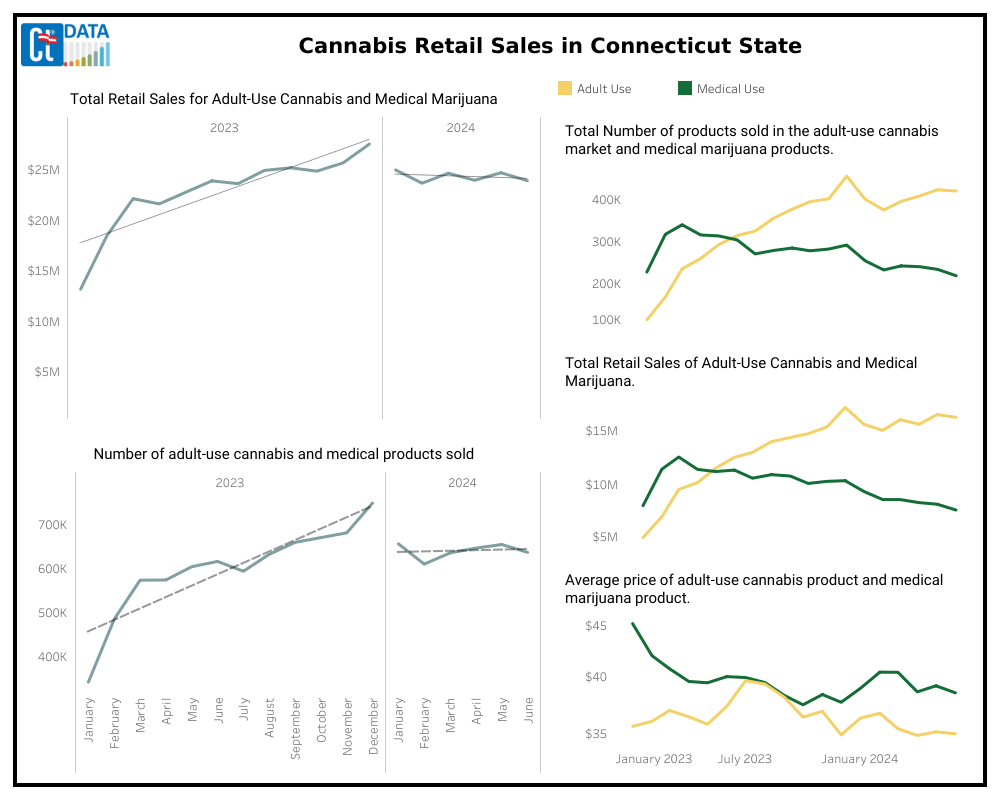 Ct DATA
Cannabis Retail Sales in Connecticut State
Total Retail Sales for Adult-Use Cannabis and Medical Marijuana
2023
2024
$25M
$20M
$15M
$10M
$5M
Number of adult-use cannabis and medical products sold
2023
2024
700K
600K
500K
400K
January
February
March
April
May
June
July
August
September
October
November
December
January
February
March
April
May
June
Adult Use
Medical Use
Total Number of products sold in the adult-use cannabis
market and medical marijuana products.
400K
300K
200K
100K
Total Retail Sales of Adult-Use Cannabis and Medical
Marijuana.
$15M
$10M
$5M
Average price of adult-use cannabis product and medical
marijuana product.
$45
$40
$35
January 2023
July 2023
January 2024